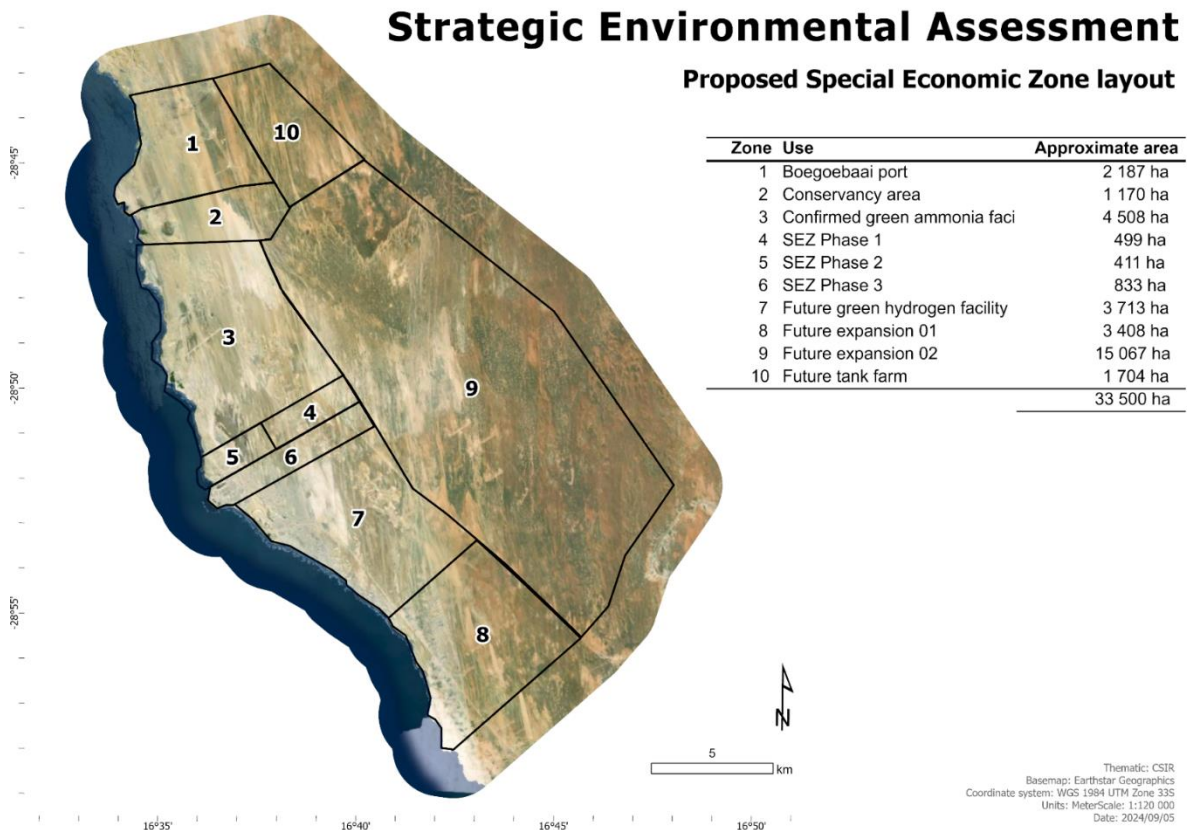 Strategic Environmental Assessment
Proposed Special Economic Zone layout
Zone Use Approximate area
1 Boegoebaai port 2 187 ha
2 Conservancy area 1 170 ha
3 Confirmed green ammonia faci 4 508 ha
4 SEZ Phase 1 499 ha
5 SEZ Phase 2 411 ha
6 SEZ Phase 3 833 ha
7 Future green hydrogen facility 3 713 ha
8 Future expansion 01 3 408 ha
9 Future expansion 02 15 067 ha
10 Future tank farm 1 704 ha
33 500 ha
1
10
2
3
9
4
5
6
7
8
-28°45'
-28°50'
-28°55'
16°35'
16°40'
16°45'
16°50'
N
5
km
Thematic: CSIR
Basemap: Earthstar Geographics
Coordinate system: WGS 1984 UTM Zone 33S
Units: MeterScale: 1:120 000
Date: 2024/09/05